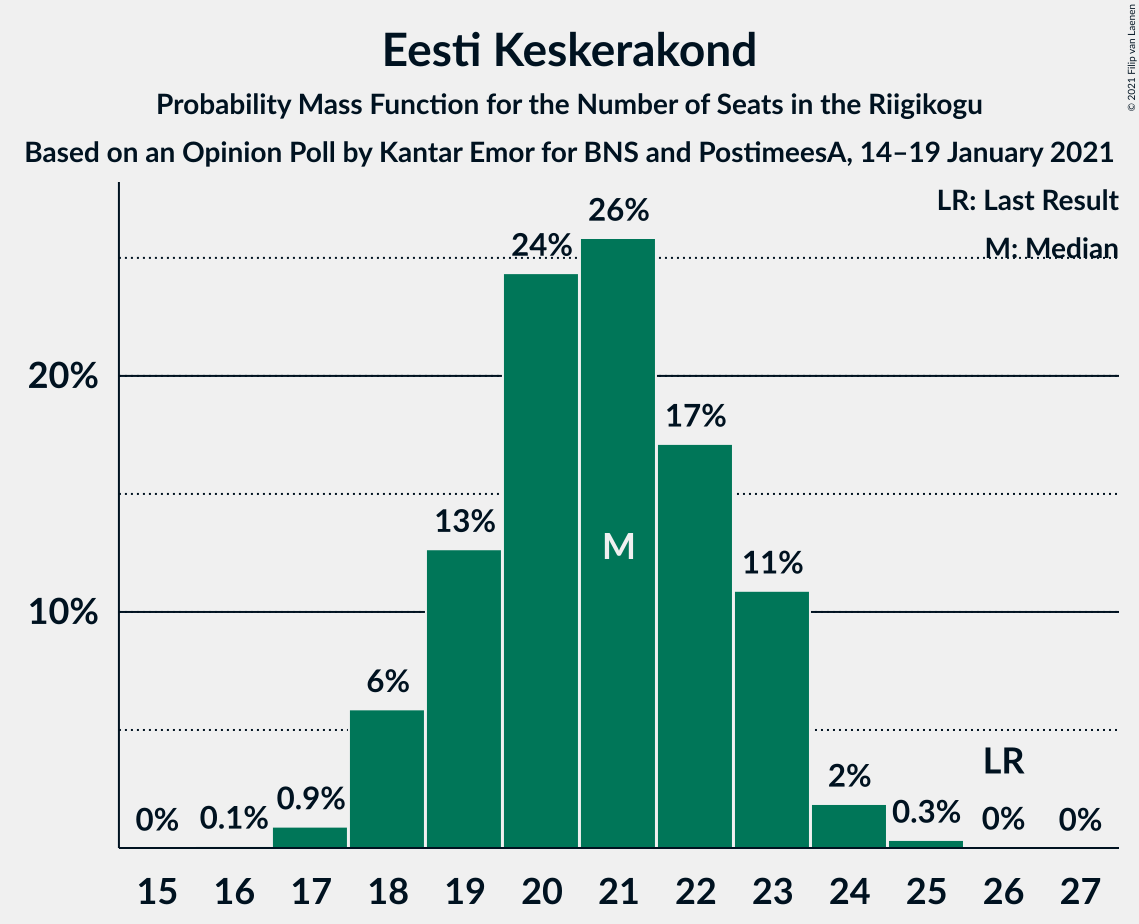 Eesti Keskerakond
Probability Mass Function for the Number of Seats in the Riigikogu
Based on an Opinion Poll by Kantar Emor for BNS and PostimeesA, 14–19 January 2021
© 2021 Filip van Laenen
LR: Last Result
M: Median
26%
24%
20%
17%
13%
M
11%
10%
6%
LR
2%
0.9%
0.3%
0%
0.1%
0%
0%
15 16 17 18 19 20 21 22 23 24 25 26 27